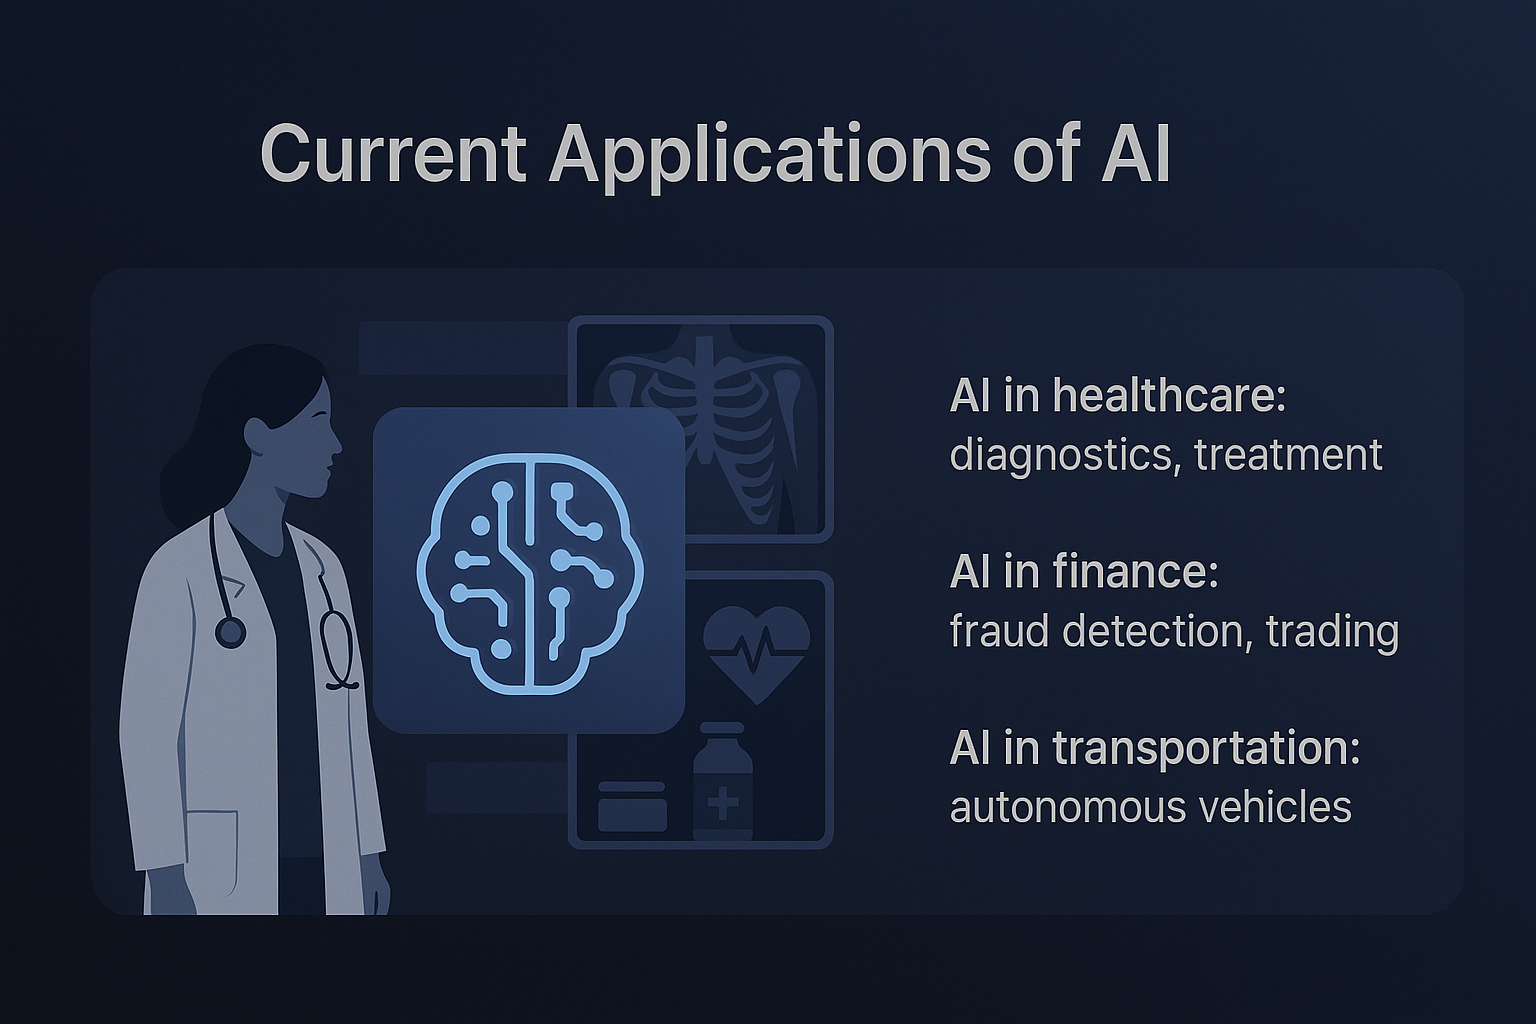 Current Applications of AI
AI in healthcare:
diagnostics, treatment
AI in finance:
fraud detection, trading
AI in transportation:
autonomous vehicles